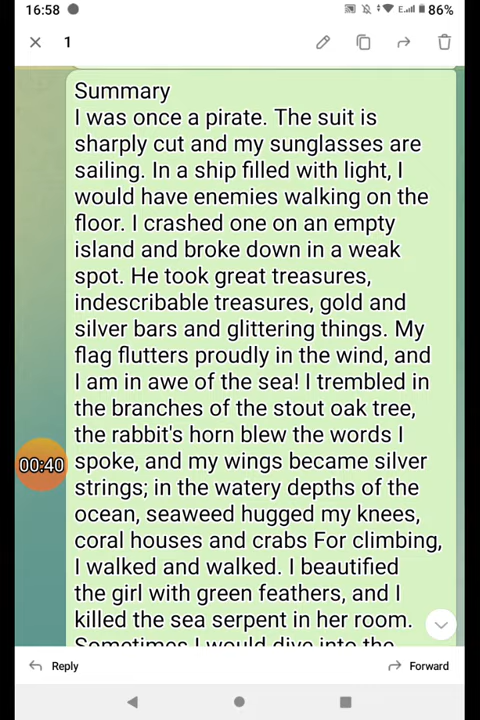 16:58
E
86%
1
Summary
I was once a pirate. The suit is
sharply cut and my sunglasses are
sailing. In a ship filled with light, I
would have enemies walking on the
floor. I crashed one on an empty
island and broke down in a weak
spot. He took great treasures,
indescribable treasures, gold and
silver bars and glittering things. My
flag flutters proudly in the wind, and
I am in awe of the sea! I trembled in
the branches of the stout oak tree,
the rabbit's horn blew the words I
00:40
spoke, and my wings became silver
strings; in the watery depths of the
ocean, seaweed hugged my knees,
coral houses and crabs For climbing,
I walked and walked. I beautified
the girl with green feathers, and I
killed the sea serpent in her room.
Sometimes I would dive into the
Reply
Forward